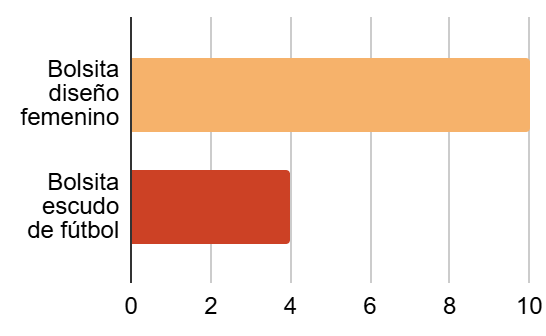 Bolsita
diseño
femenino
Bolsita
escudo
de fútbol
0 2 4 6 8 10